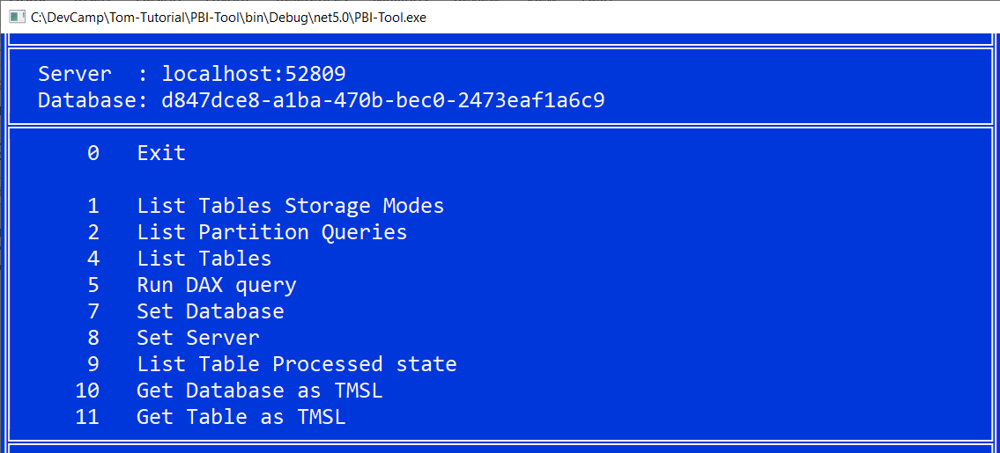 C:\DevCamp\Tom-Tutorial\PBI-Tool\bin\Debug\net5.0\PBI-Tool.exe
Server : localhost:52809
Database: d847dce8-a1ba-470b-bec0-2473eaf1a6c9
0 Exit
1 List Tables Storage Modes
2 List Partition Queries
4 List Tables
5 Run DAX query
7 Set Database
8 Set Server
9 List Table Processed state
10 Get Database as TMSL
11 Get Table as TMSL